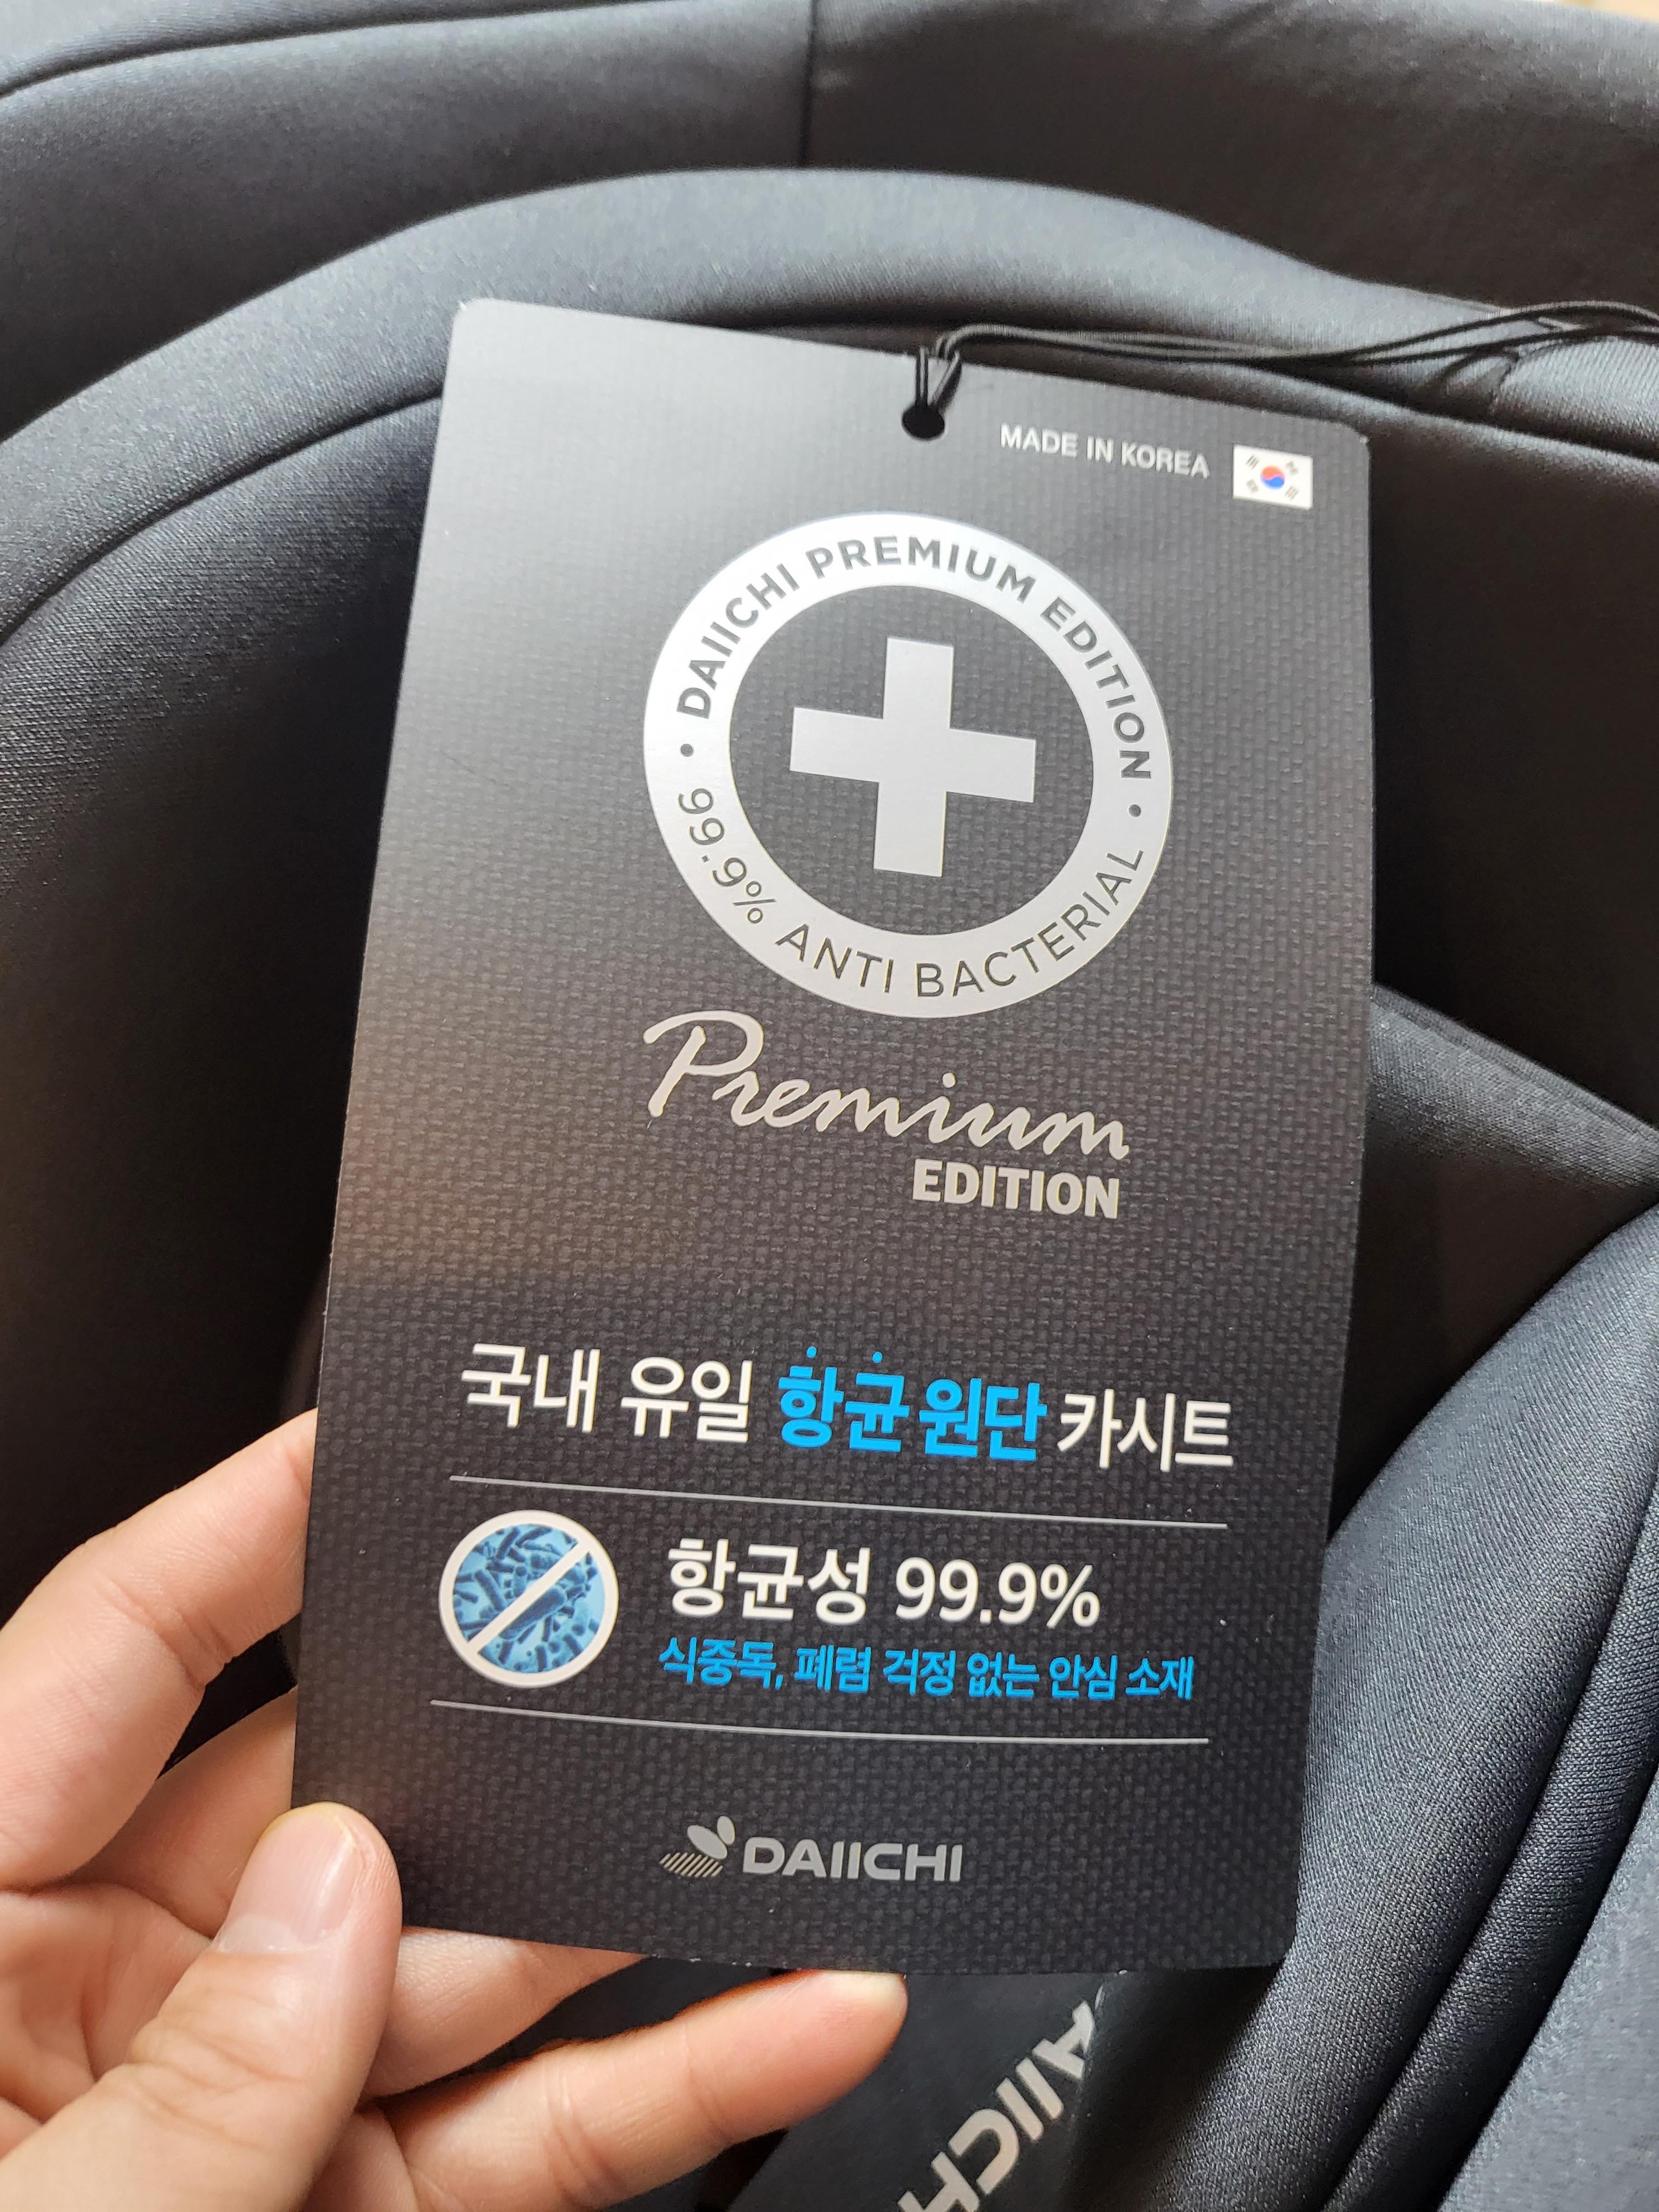 MADE IN KOREA
• DAIICHI PREMIUM EDITION •
99.9% ANTI BACTERIAL
Premium
EDITION
국내 유일 항균 원단 카시트
항균성 99.9%
식중독, 폐렴 걱정 없는 안심 소재
DAIICHI
AIICH